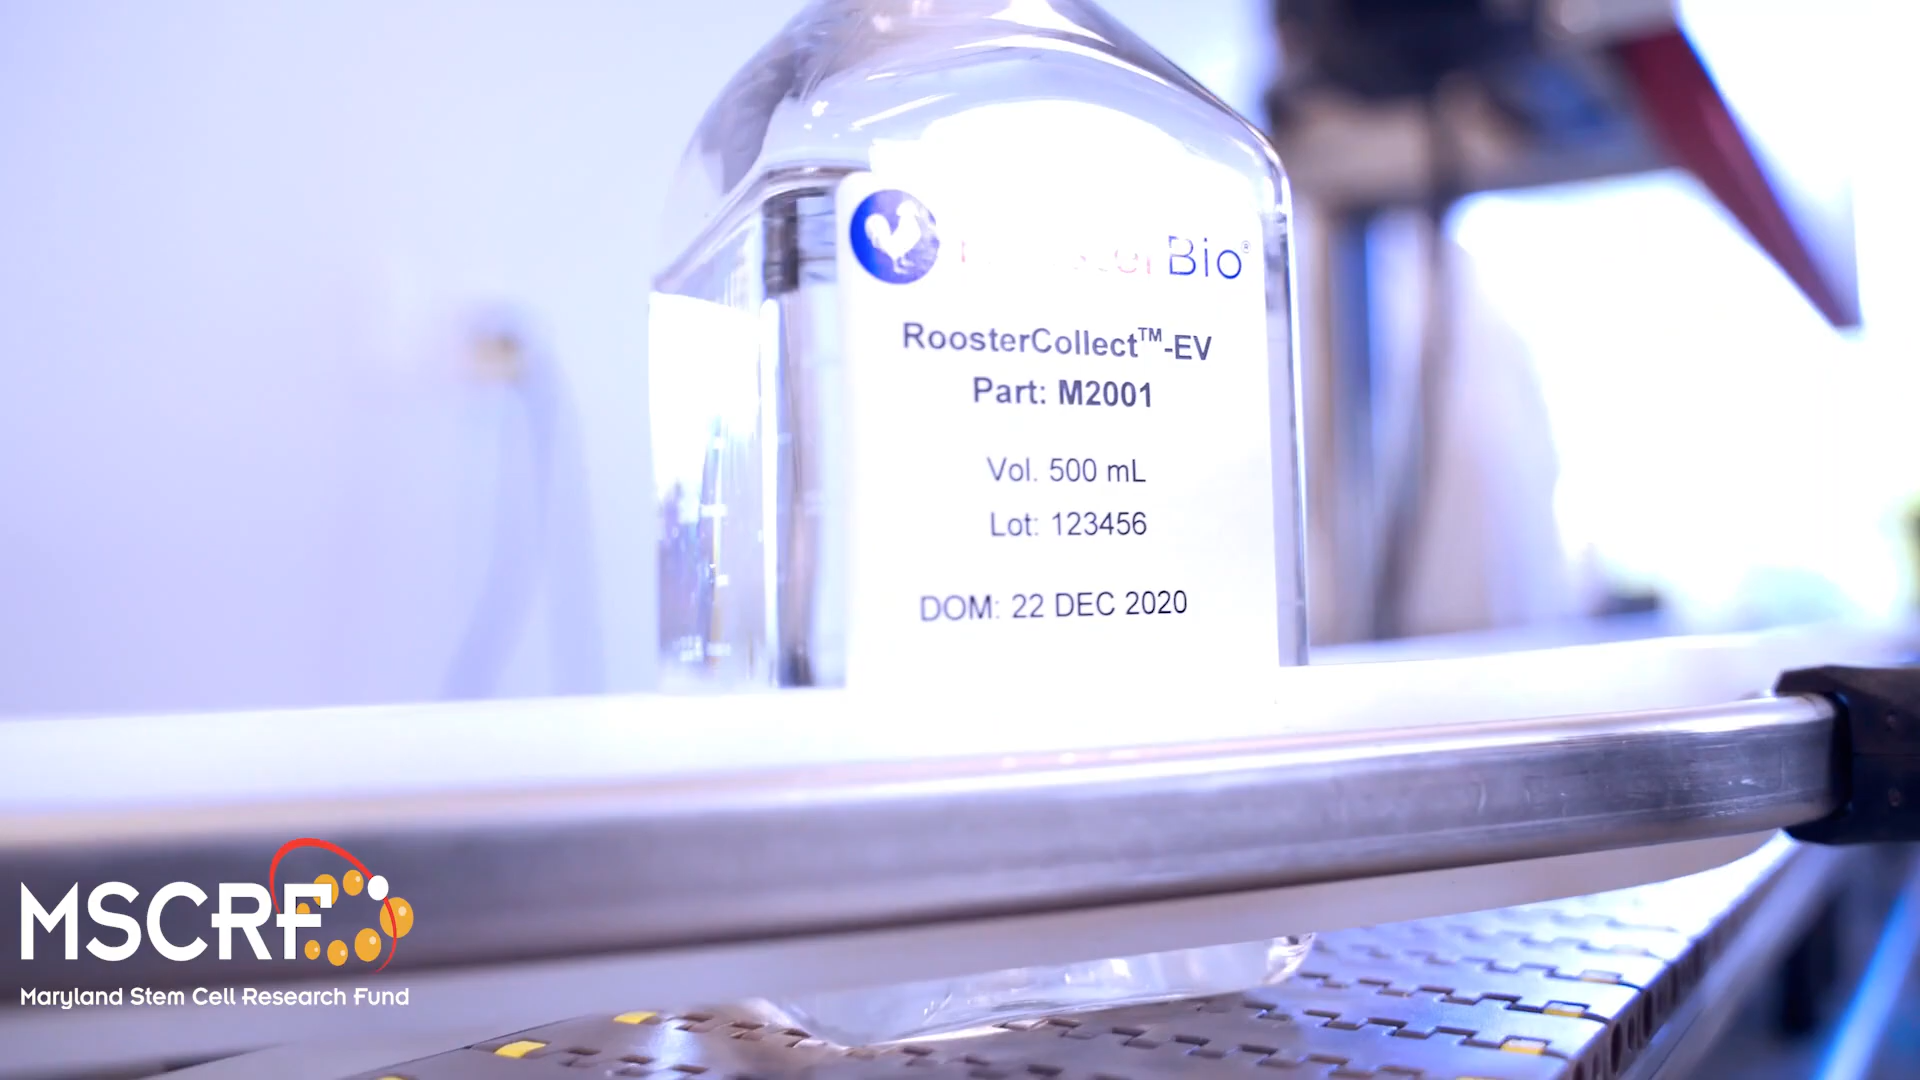 Bio®
RoosterCollect™-EV
Part: M2001
Vol. 500 mL
Lot: 123456
DOM: 22 DEC 2020
MSCRF
Maryland Stem Cell Research Fund